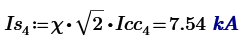 Is₄ := χ • √2 • Icc₄ = 7.54 kA